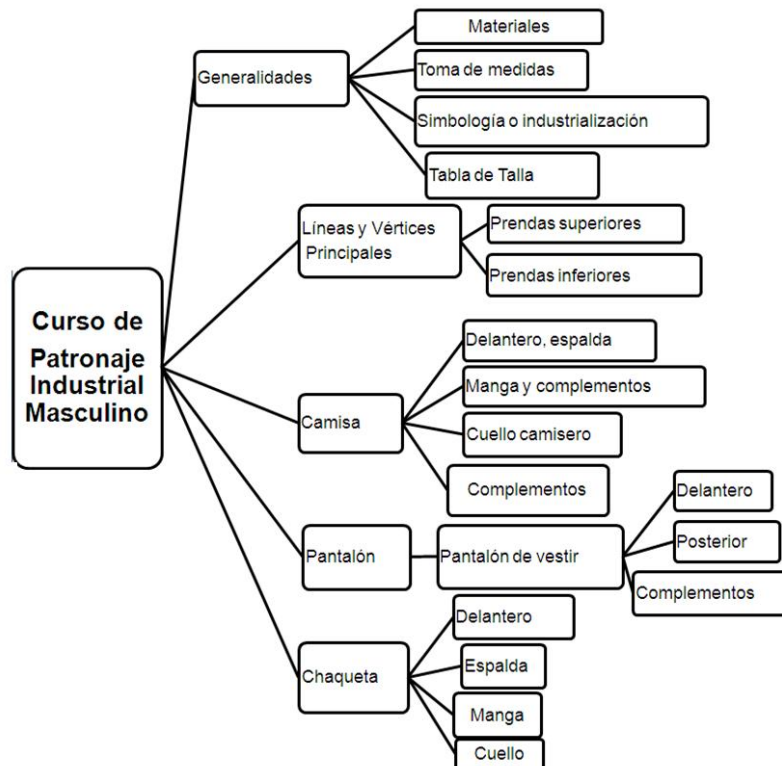 Curso de
Patronaje
Industrial
Masculino
Generalidades
Materiales
Toma de medidas
Simbología o industrialización
Tabla de Talla
Líneas y Vértices
Principales
Prendas superiores
Prendas inferiores
Camisa
Delantero, espalda
Manga y complementos
Cuello camisero
Complementos
Pantalón
Pantalón de vestir
Delantero
Posterior
Complementos
Chaqueta
Delantero
Espalda
Manga
Cuello